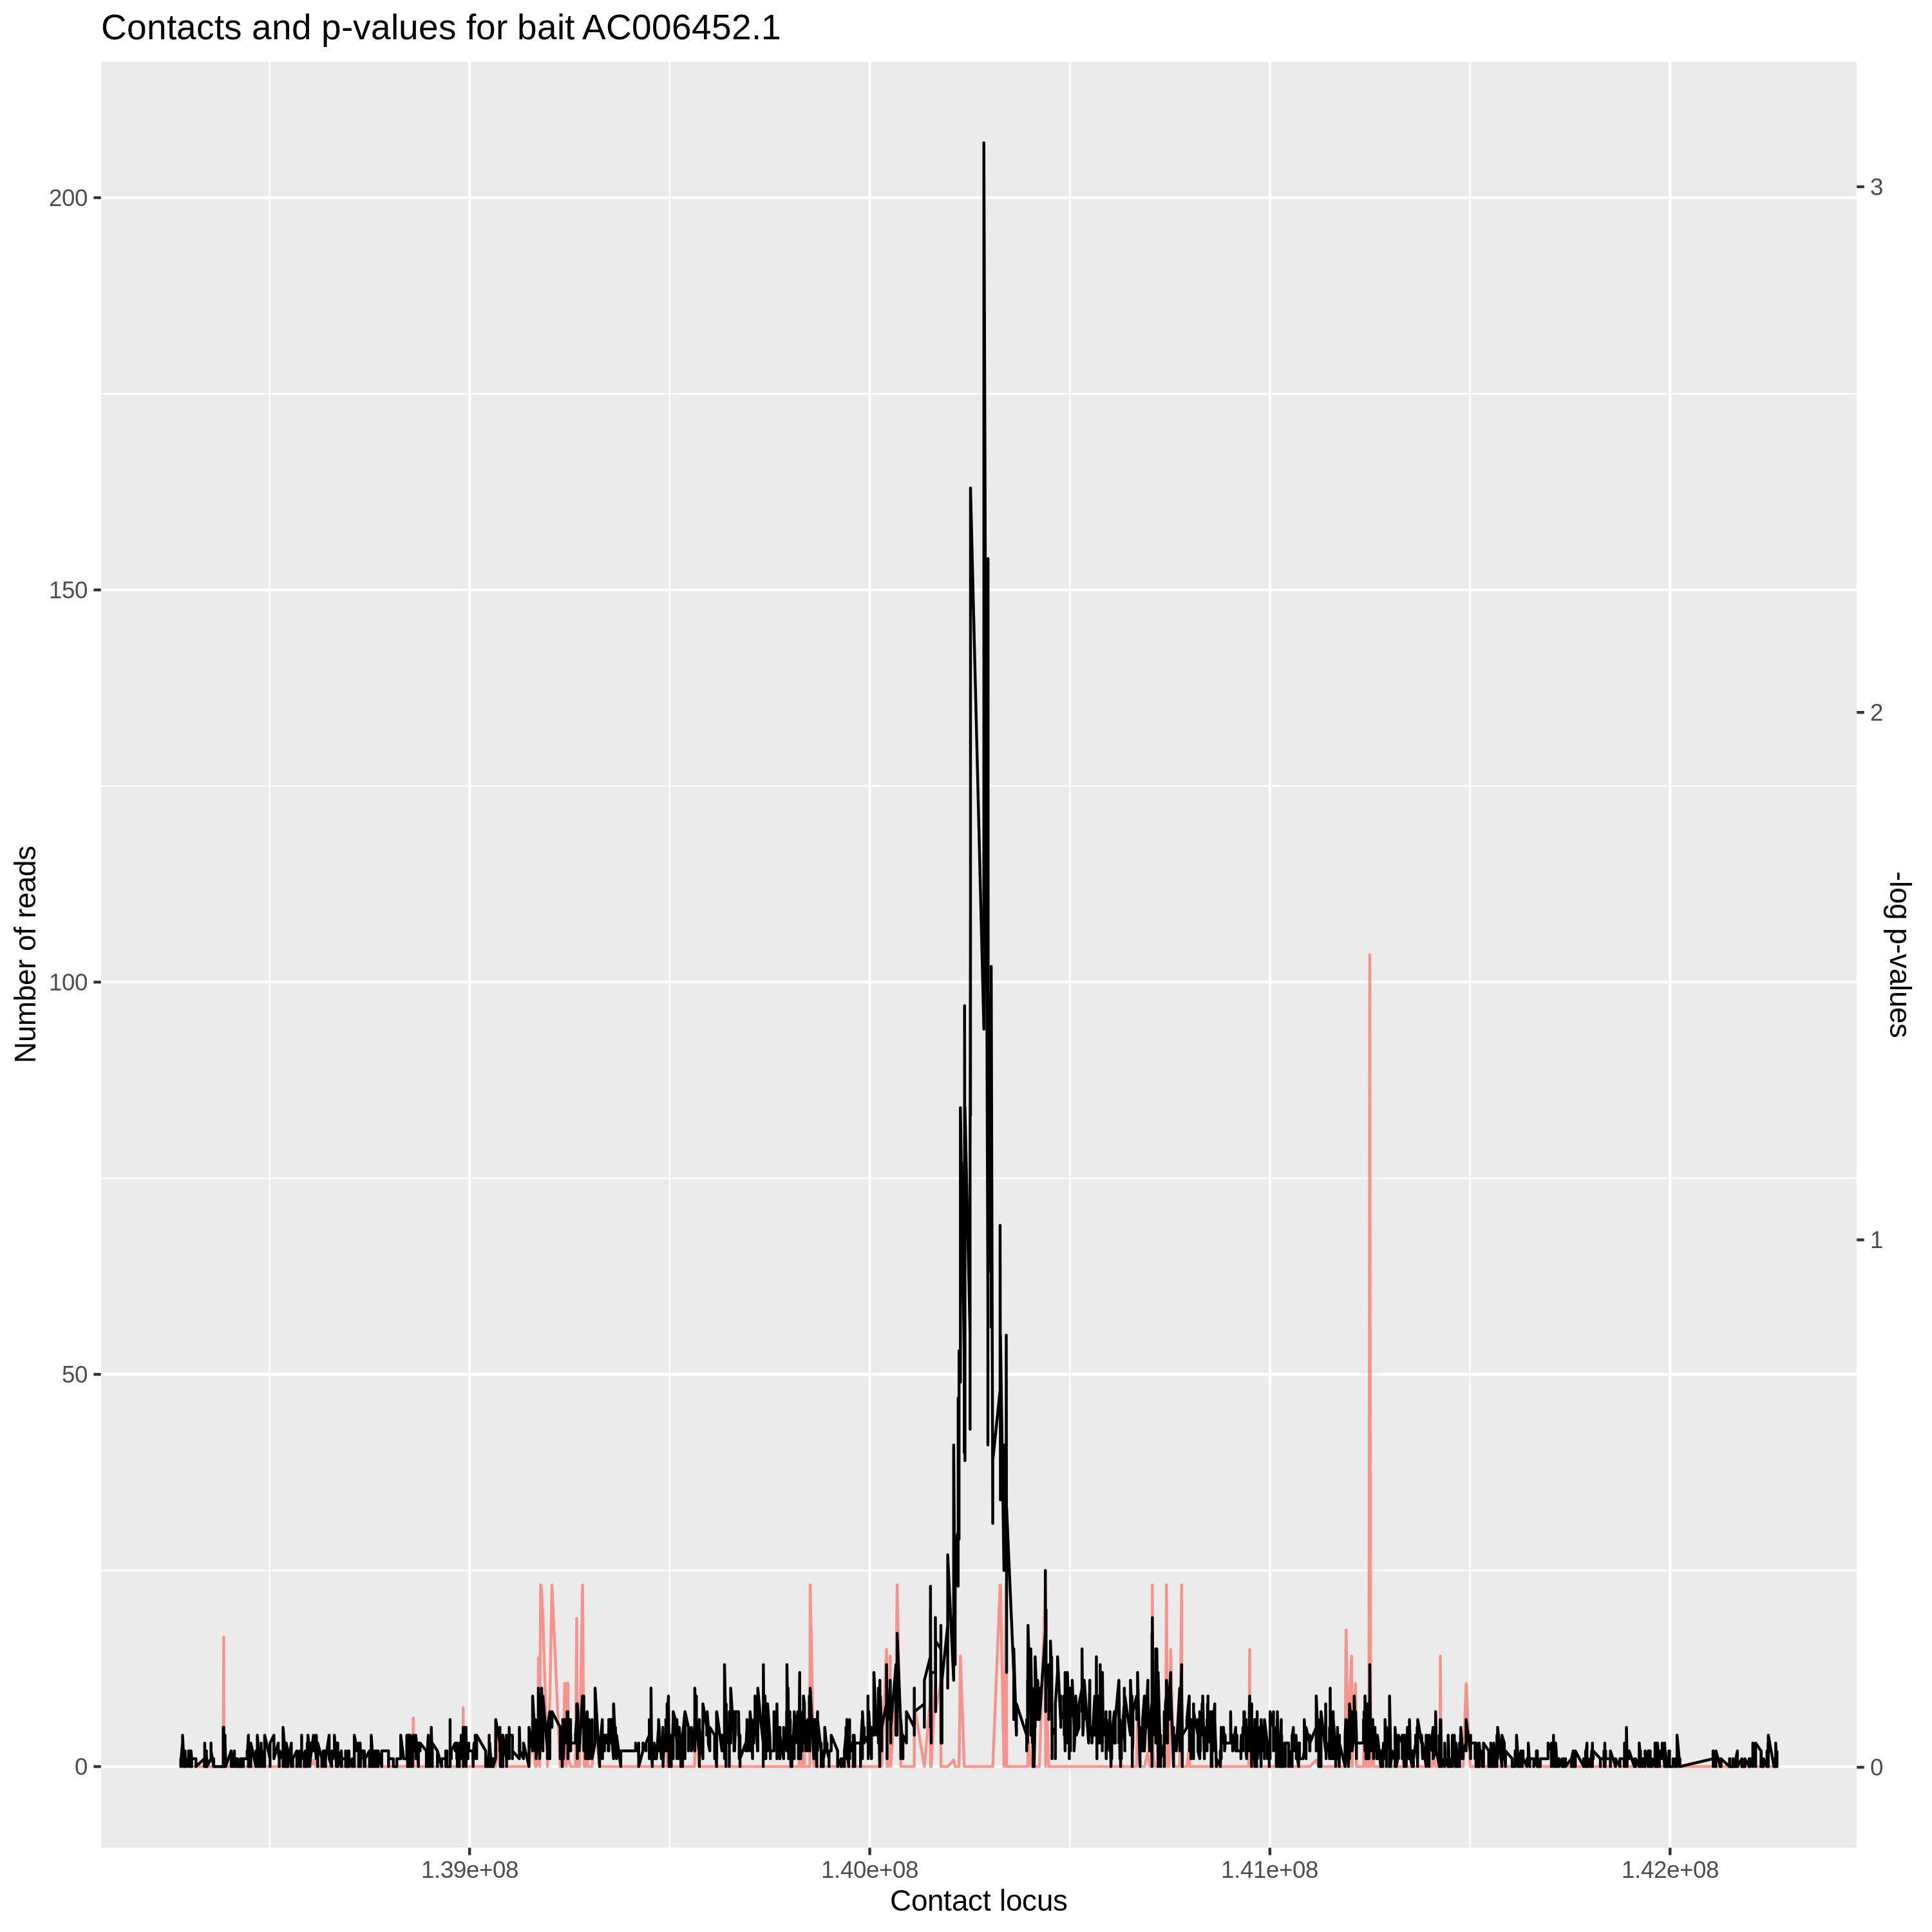 Contacts and p-values for bait AC006452.1
200
150
100
50
0
Number of reads
3
2
1
0
-log p-values
1.39e+08 1.40e+08 1.41e+08 1.42e+08
Contact locus